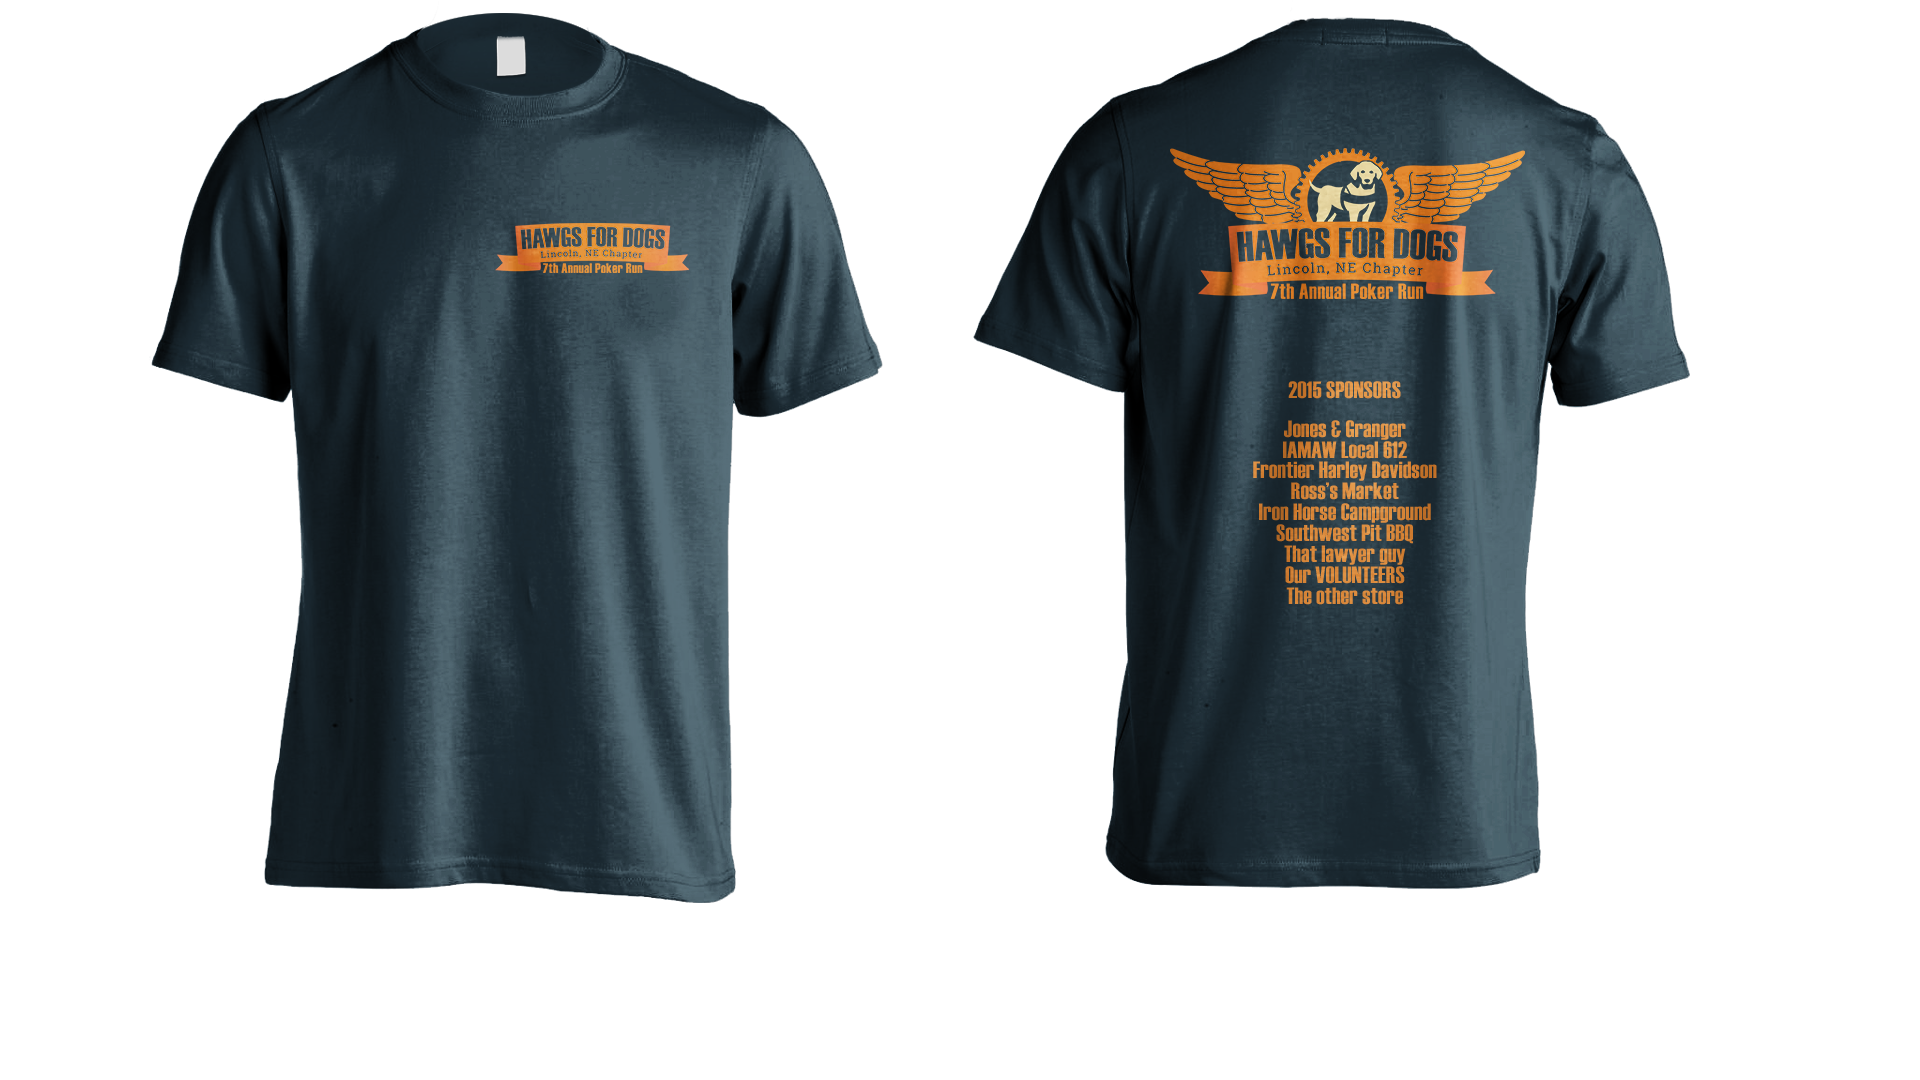 HAWGS FOR DOGS
Lincoln, NE Chapter
7th Annual Poker Run
HAWGS FOR DOGS
Lincoln, NE Chapter
7th Annual Poker Run
2015 SPONSORS
Jones & Granger
IAMAW Local 612
Frontier Harley Davidson
Ross's Market
Iron Horse Campground
Southwest Pit BBQ
That lawyer guy
Our VOLUNTEERS
The other store